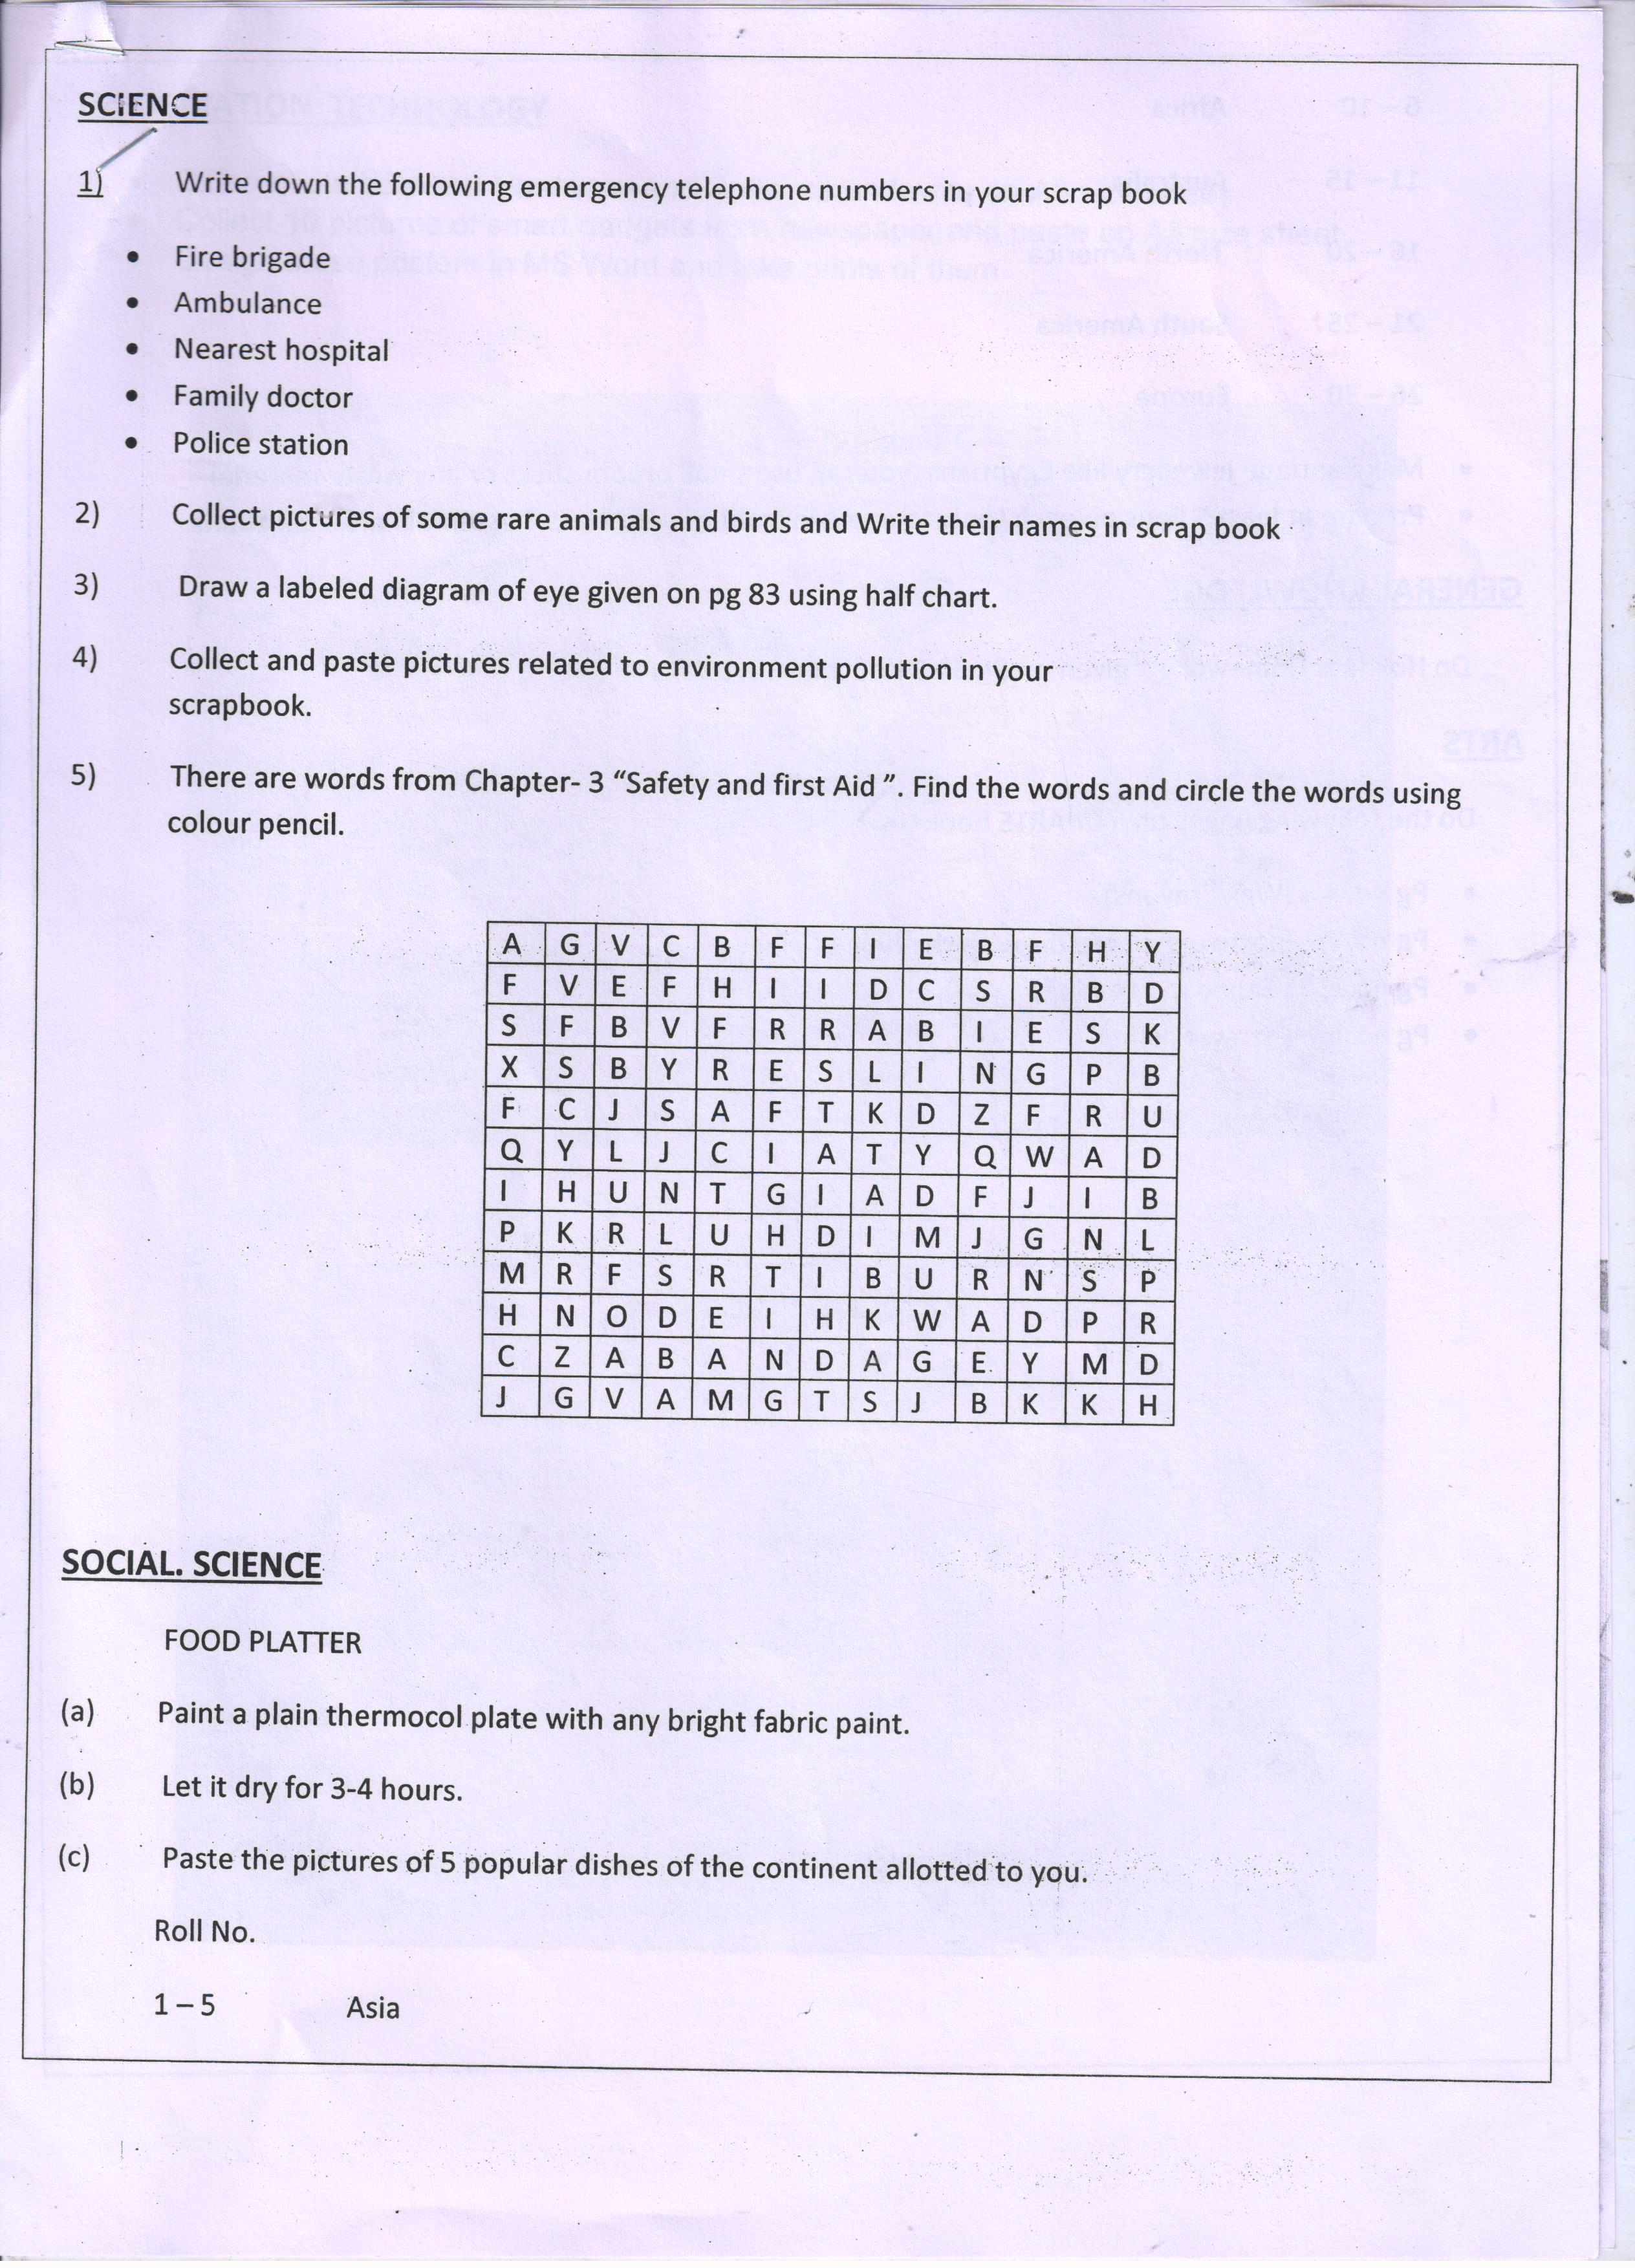 SCIENCE
1) Write down the following emergency telephone numbers in your scrap book
• Fire brigade
• Ambulance
• Nearest hospital
• Family doctor
• Police station
2) Collect pictures of some rare animals and birds and Write their names in scrap book
3) Draw a labeled diagram of eye given on pg 83 using half chart.
4) Collect and paste pictures related to environment pollution in your
scrapbook.
5) There are words from Chapter- 3 “Safety and first Aid ”. Find the words and circle the words using
colour pencil.
A G V C B F F I E B F H Y
F V E F H I I D C S R B D
S F B V F R R A B I E S K
X S B Y R E S L I N G P B
F C J S A F T K D Z F R U
Q Y L J C I A T Y Q W A D
I H U N T G I A D F J I B
P K R L U H D I M J G N L
M R F S R T I B U R N S P
H N O D E I H K W A D P R
C Z A B A N D A G E Y M D
J G V A M G T S J B K K H
SOCIAL. SCIENCE
FOOD PLATTER
(a) Paint a plain thermocol plate with any bright fabric paint.
(b) Let it dry for 3-4 hours.
(c) Paste the pictures of 5 popular dishes of the continent allotted to you.
Roll No.
1 – 5 Asia